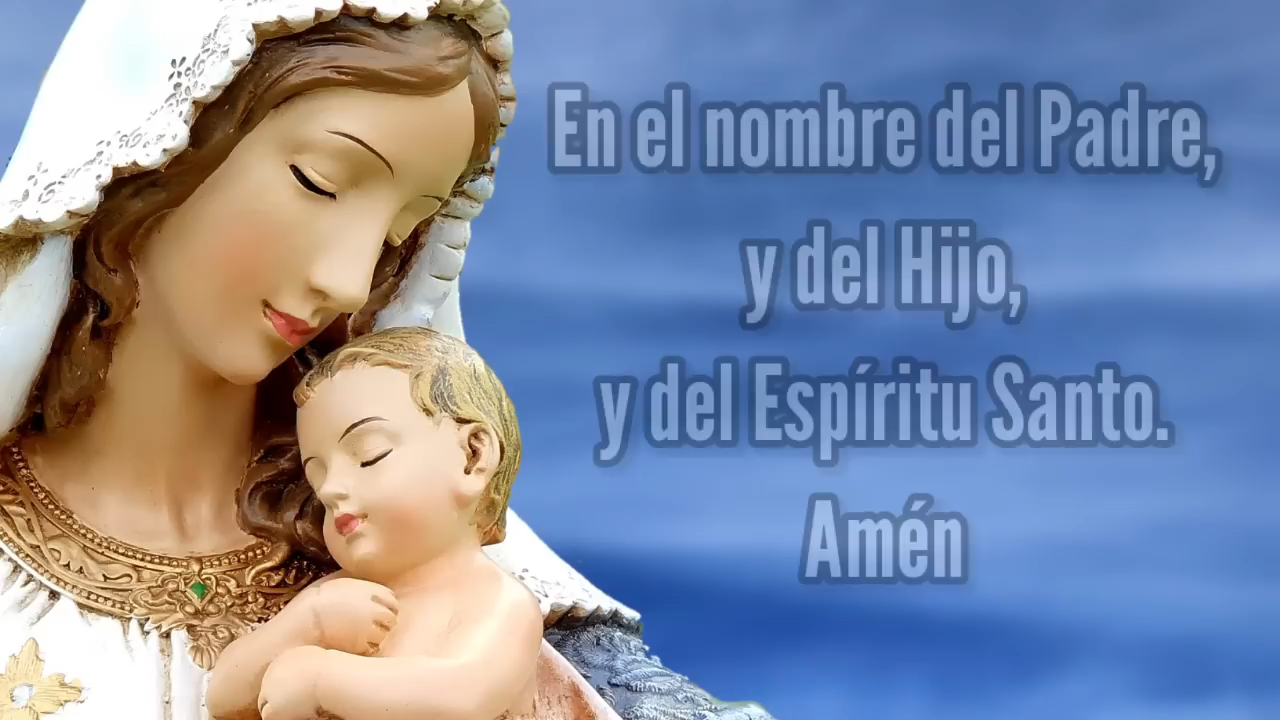 En el nombre del Padre,
y del Hijo,
y del Espíritu Santo.
Amén